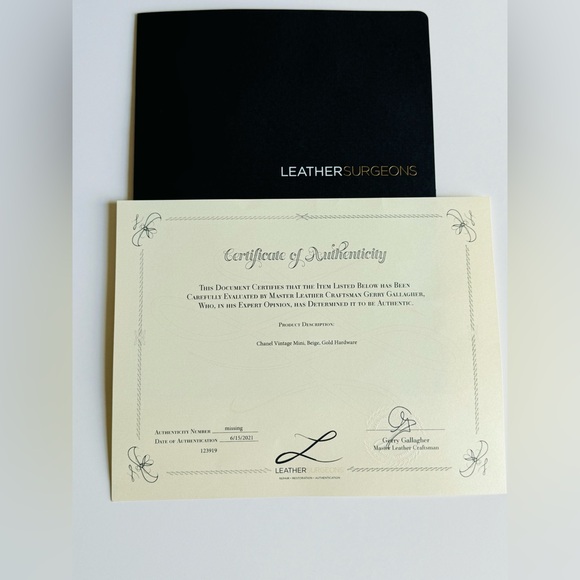 LEATHERSURGEONS
Certificate of Authenticity
This Document Certifies that the Item Listed Below has Been
Carefully Evaluated by Master Leather Craftsman Gerry Gallagher,
Who, in his Expert Opinion, has Determined it to be Authentic.
Product Description:
Chanel Vintage Mini, Beige, Gold Hardware
Authenticity Number missing
Date of Authentication 6/15/2021
123919
Gerry Gallagher
Master Leather Craftsman
L
LEATHERSURGEONS
REPAIR • RESTORATION • AUTHENTICATION